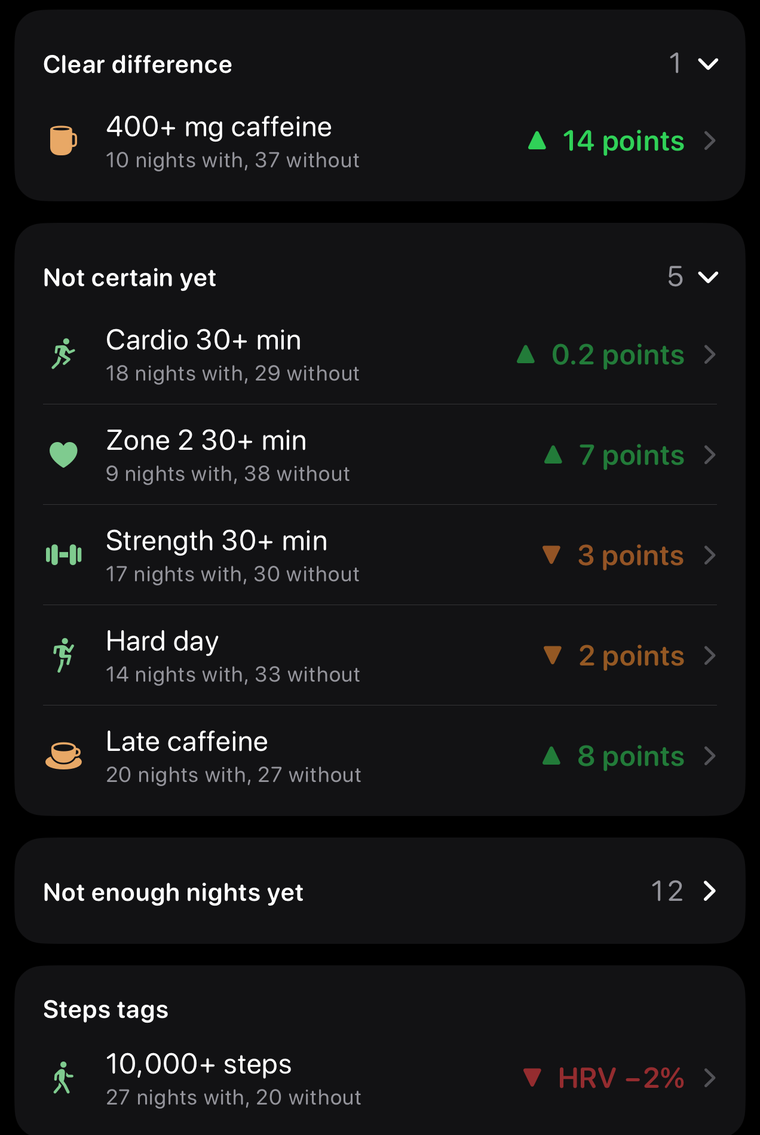 Clear difference
1
400+ mg caffeine
14 points
10 nights with, 37 without
Not certain yet
5
Cardio 30+ min
0.2 points
18 nights with, 29 without
Zone 2 30+ min
7 points
9 nights with, 38 without
Strength 30+ min
3 points
17 nights with, 30 without
Hard day
2 points
14 nights with, 33 without
Late caffeine
8 points
20 nights with, 27 without
Not enough nights yet
12
Steps tags
10,000+ steps
HRV −2%
27 nights with, 20 without